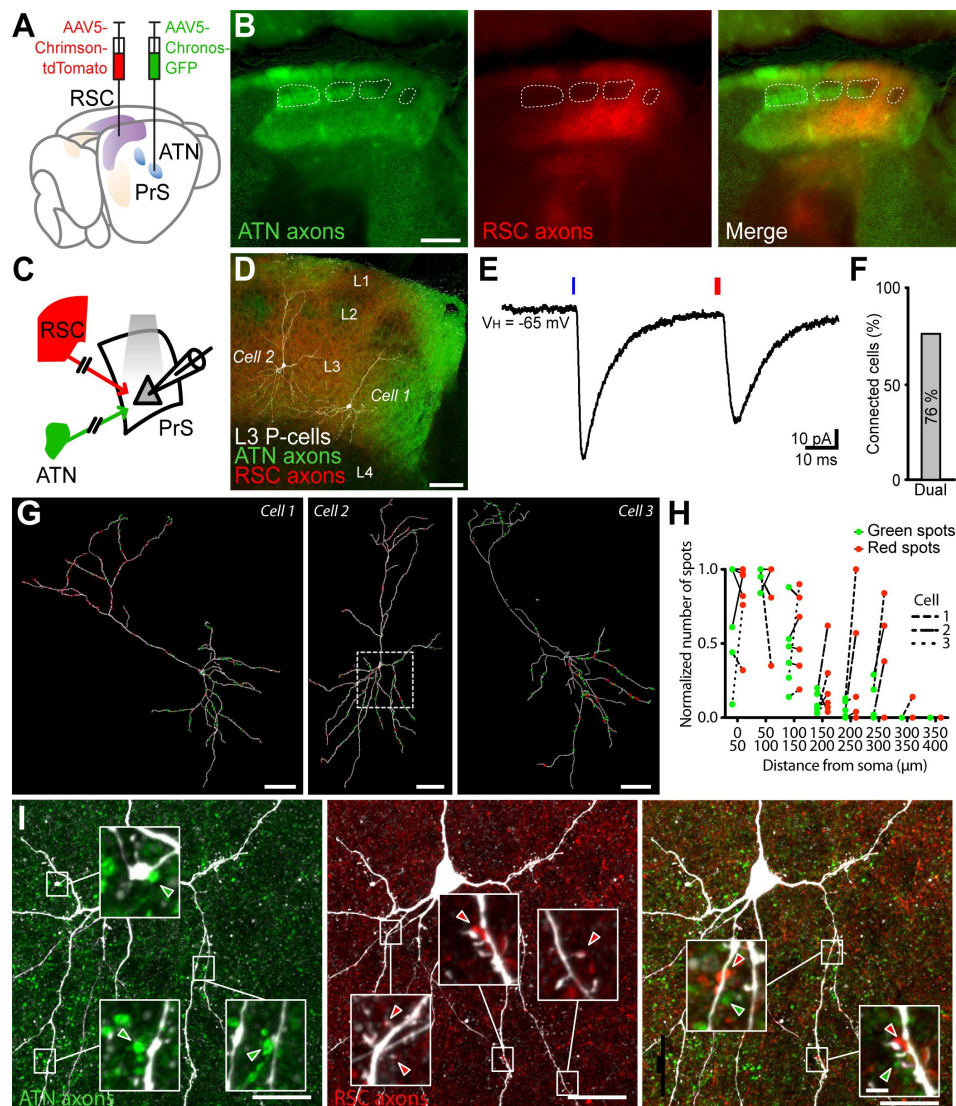 A
AAV5-
Chrimson-
tdTomato
AAV5-
Chronos-
GFP
RSC
ATN
PrS
B
ATN axons
RSC axons
Merge
C
RSC
PrS
ATN
D
L1
L2
L3
L4
Cell 2
Cell 1
L3 P-cells
ATN axons
RSC axons
E
VH = -65 mV
10 pA
10 ms
F
Connected cells (%)
100
50
0
76 %
Dual
G
Cell 1
Cell 2
Cell 3
H
Green spots
Red spots
Normalized number of spots
1.0
0.5
0.0
Cell
1
2
3
0 50 100 150 200 250 300 350
50 100 150 200 250 300 350 400
Distance from soma (µm)
I
ATN axons
RSC axons